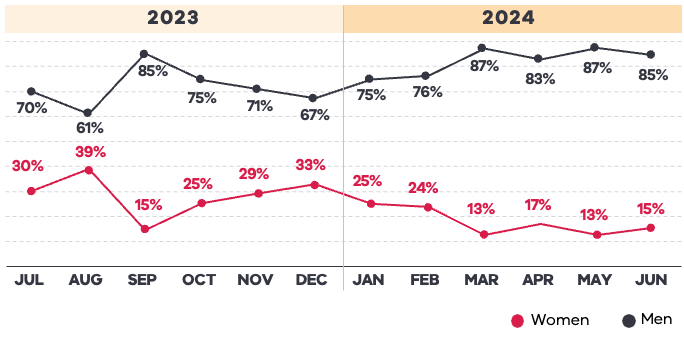 2023 2024
70% 61% 85% 75% 71% 67% 75% 76% 87% 83% 87% 85%
30% 39% 15% 25% 29% 33% 25% 24% 13% 17% 13% 15%
JUL AUG SEP OCT NOV DEC JAN FEB MAR APR MAY JUN
Women Men